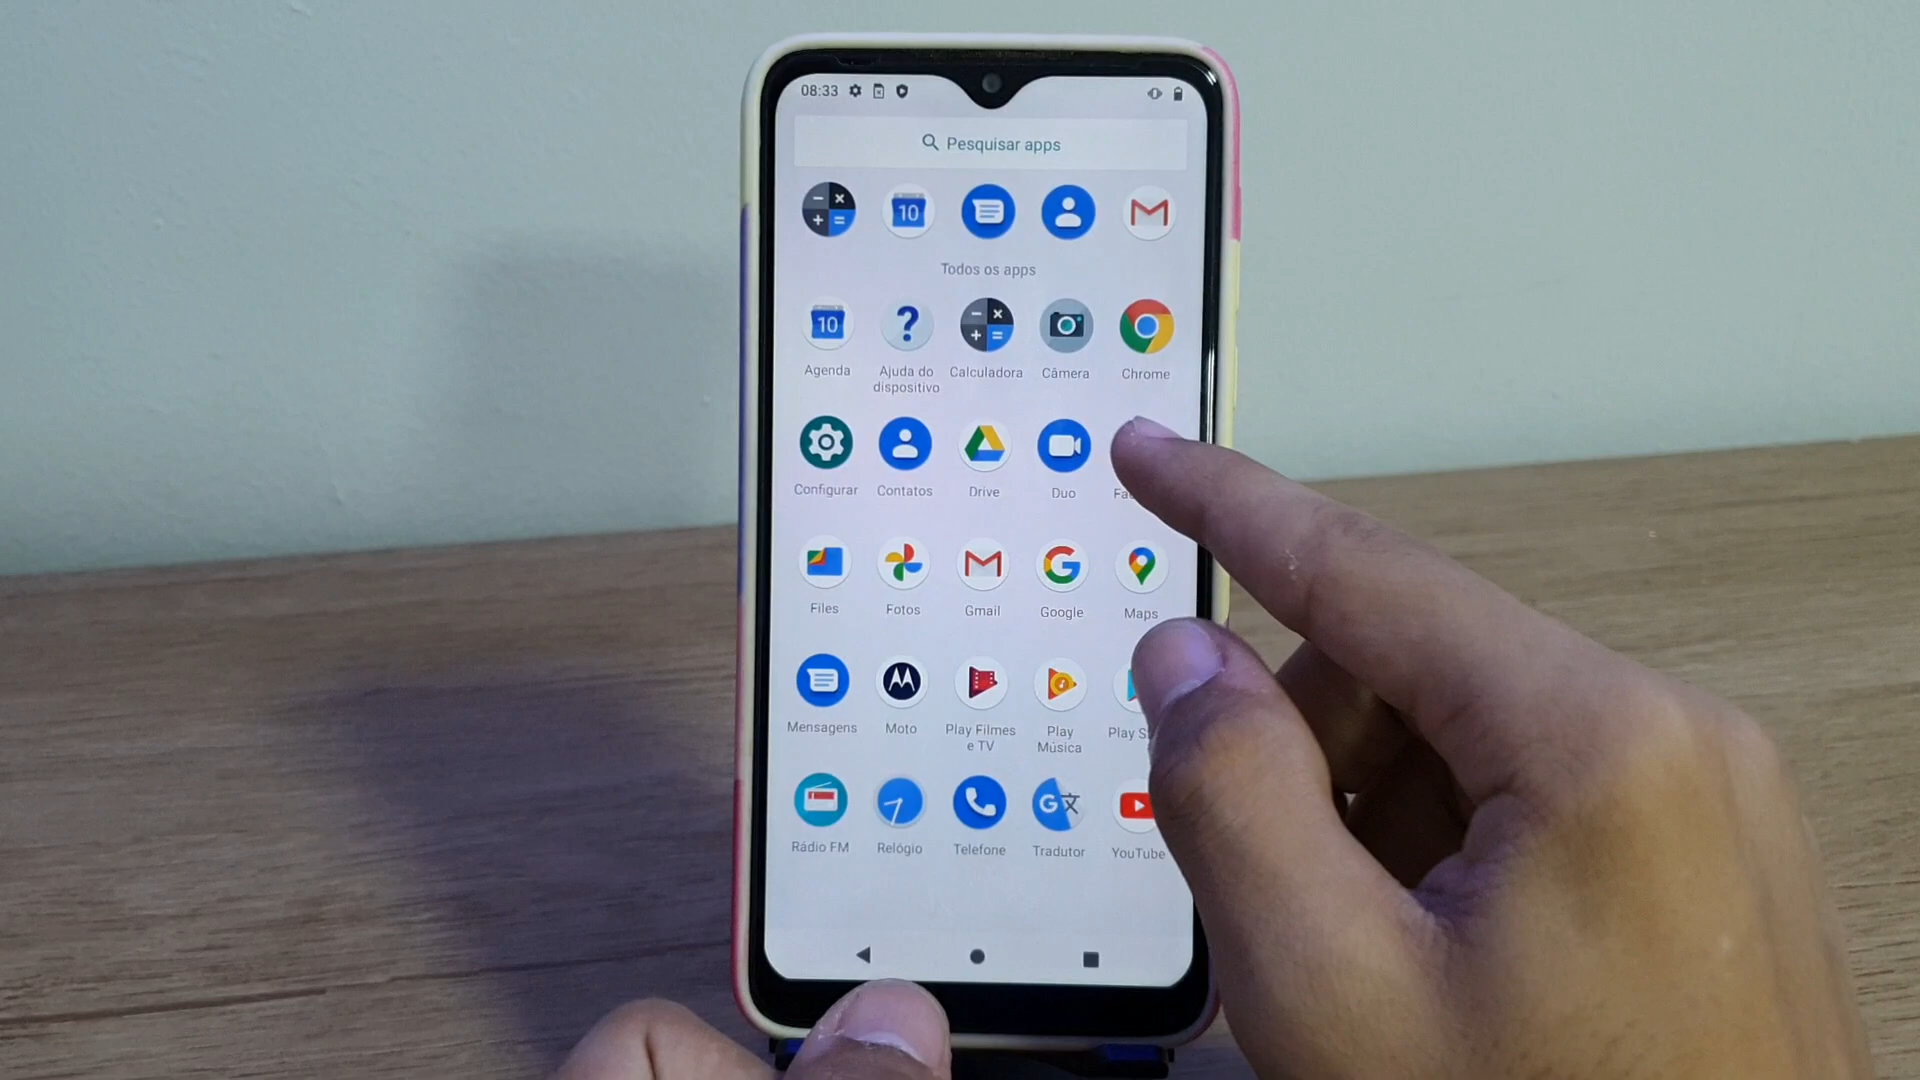 08:33
Pesquisar apps
10
Todos os apps
10
Agenda
Ajuda do
dispositivo
Calculadora
Câmera
Chrome
Configurar
Contatos
Drive
Duo
Files
Fotos
Gmail
Google
Maps
Mensagens
Moto
Play Filmes
e TV
Play
Música
Play
Rádio FM
Relógio
Telefone
Tradutor
YouTube